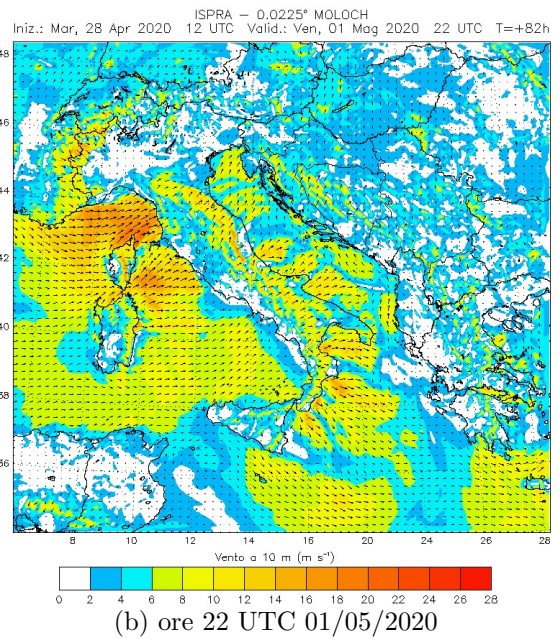 ISPRA - 0.0225° MOLOCH
Iniz.: Mar, 28 Apr 2020 12 UTC Valid.: Ven, 01 Mag 2020 22 UTC T=+82h
48
46
44
42
40
38
36
8 10 12 14 16 18 20 22 24 26 28
Vento a 10 m (m s⁻¹)
0 2 4 6 8 10 12 14 16 18 20 22 24 26 28
(b) ore 22 UTC 01/05/2020